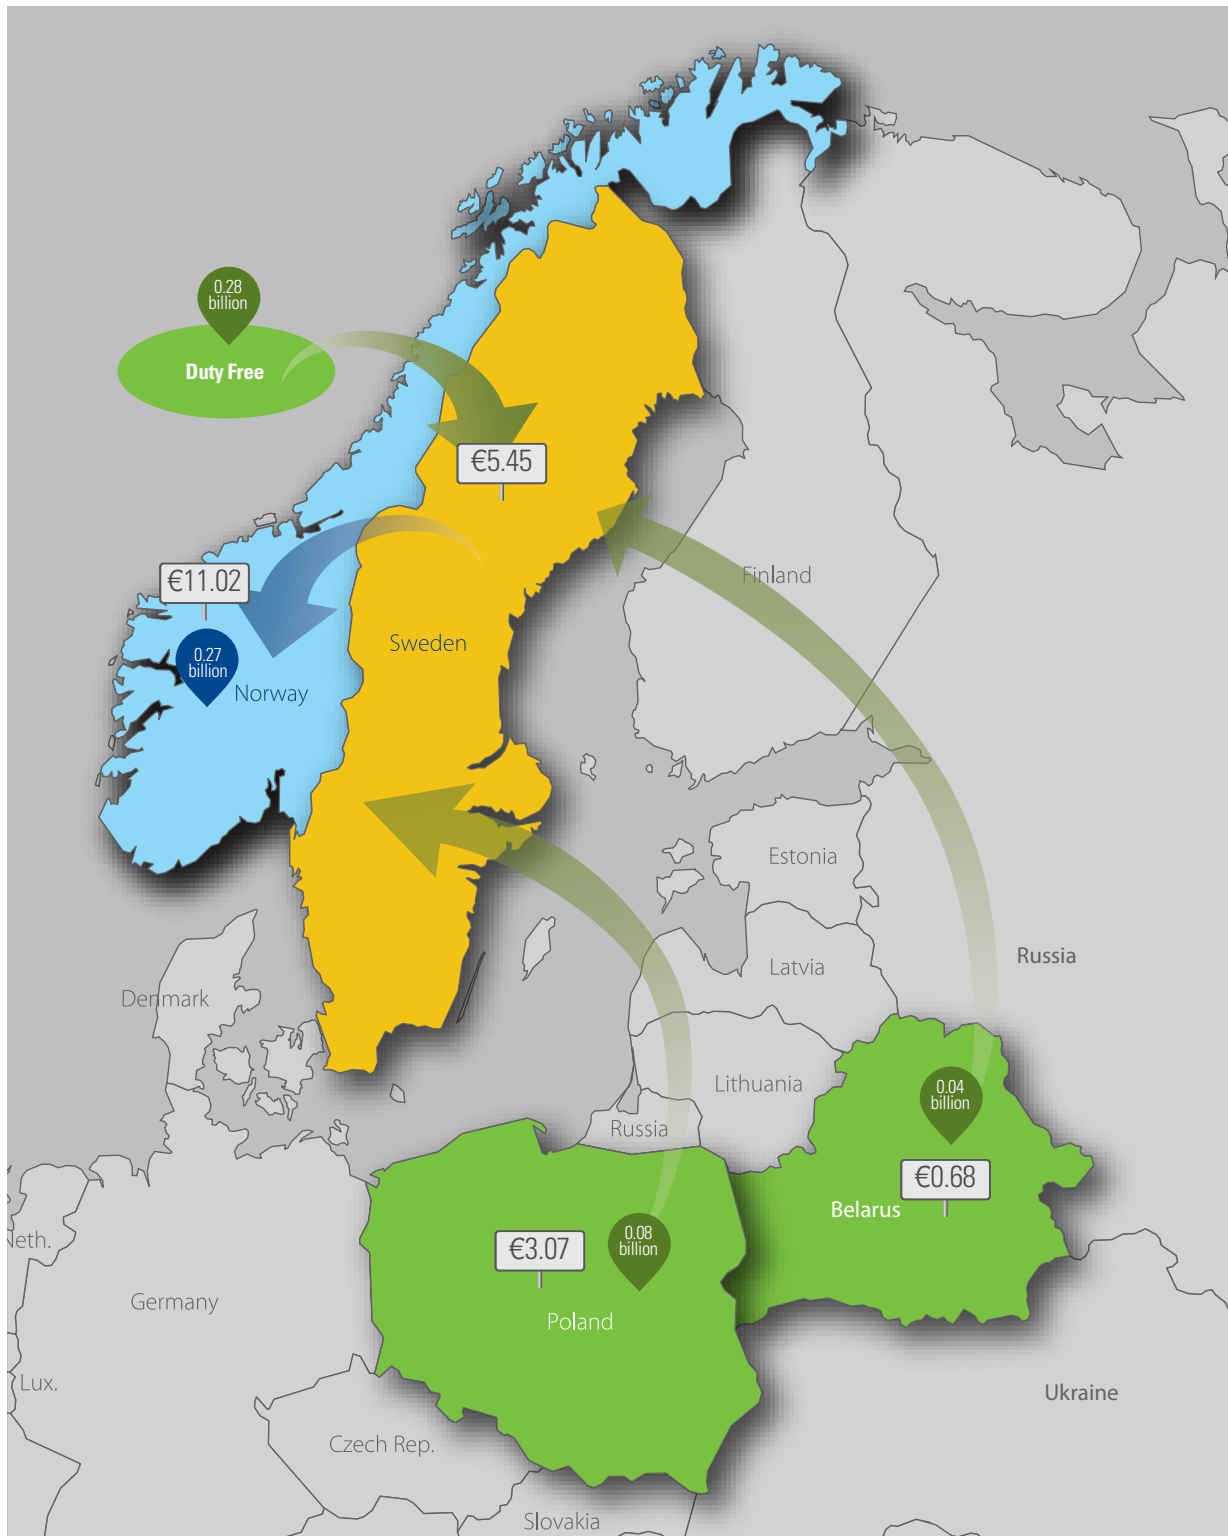 0.28
billion
Duty Free
€5.45
Finland
€11.02
Sweden
0.27
billion
Norway
Estonia
Russia
Latvia
Denmark
Lithuania
0.04
billion
Russia
€0.68
Belarus
Neth.
€3.07
0.08
billion
Germany
Poland
Lux.
Ukraine
Czech Rep.
Slovakia